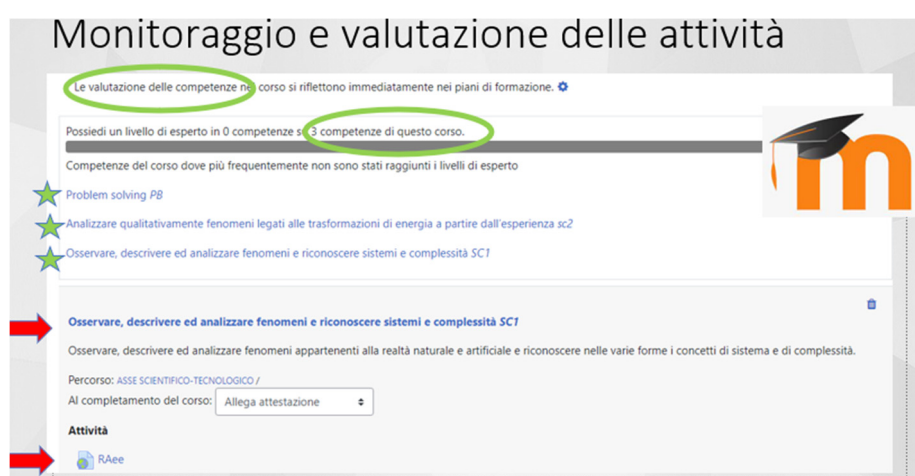 Monitoraggio e valutazione delle attività
Le valutazione delle competenze nel corso si riflettono immediatamente nei piani di formazione.
Possiedi un livello di esperto in 0 competenze su 3 competenze di questo corso.
Competenze del corso dove più frequentemente non sono stati raggiunti i livelli di esperto
Problem solving PB
Analizzare qualitativamente fenomeni legati alle trasformazioni di energia a partire dall'esperienza sc2
Osservare, descrivere ed analizzare fenomeni e riconoscere sistemi e complessità SC1
Osservare, descrivere ed analizzare fenomeni e riconoscere sistemi e complessità SC1
Osservare, descrivere ed analizzare fenomeni appartenenti alla realtà naturale e artificiale e riconoscere nelle varie forme i concetti di sistema e di complessità.
Percorso: ASSE SCIENTIFICO-TECNOLOGICO /
Al completamento del corso: Allega attestazione
Attività
RAee
m